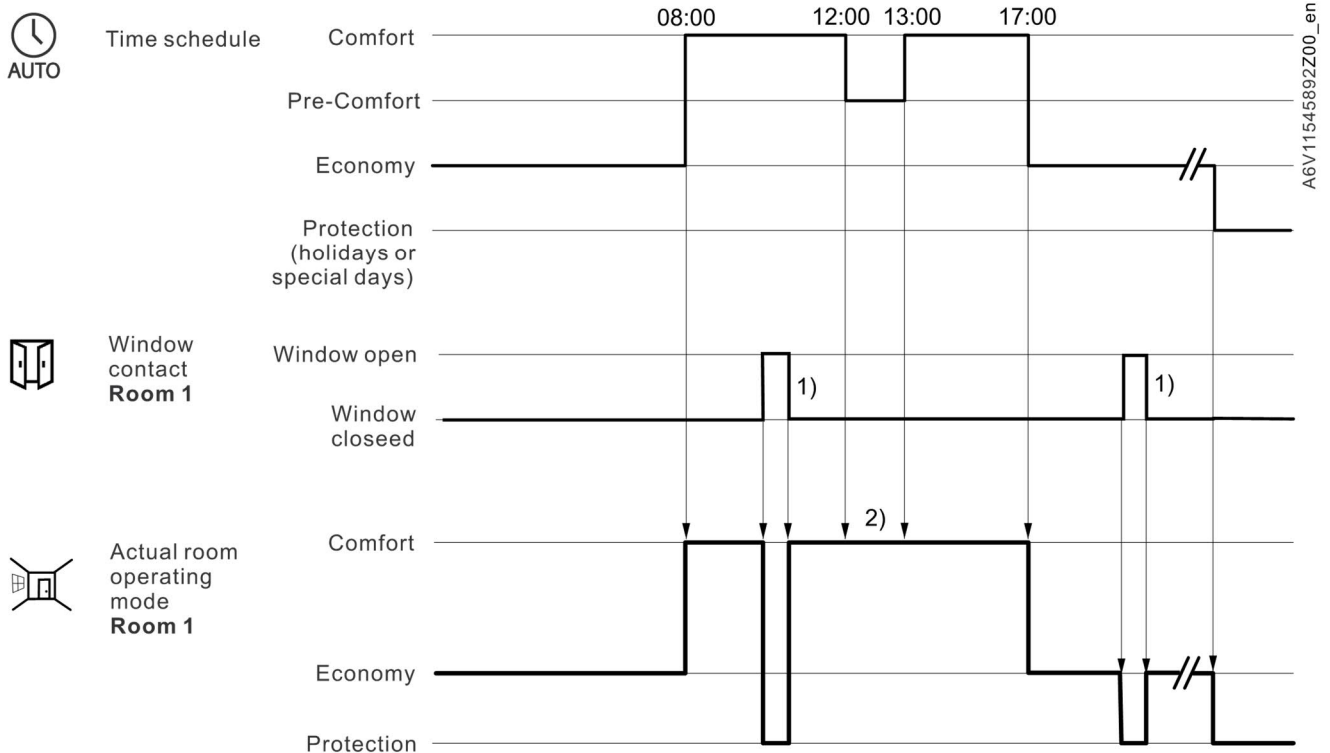 08:00 12:00 13:00 17:00
AUTO
Time schedule
Comfort
Pre-Comfort
Economy
Protection
(holidays or
special days)
A6V11545892Z00_en
Window
contact
Room 1
Window open
1)
1)
Window
closeed
2)
Actual room
operating
mode
Room 1
Comfort
Economy
Protection